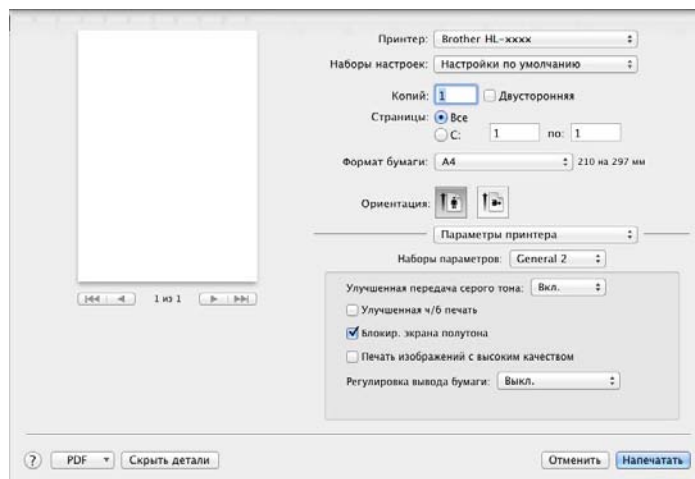 Принтер: Brother HL-xxxx
Наборы настроек: Настройки по умолчанию
Копий: 1 Двусторонняя
Страницы: Все
С: 1 по: 1
Формат бумаги: A4 210 на 297 мм
Ориентация:
Параметры принтера
Наборы параметров: General 2
1 из 1
Улучшенная передача серого тона: Вкл.
Улучшенная ч/б печать
Блокир. экрана полутона
Печать изображений с высоким качеством
Регулировка вывода бумаги: Выкл.
? PDF Скрыть детали Отменить Напечатать